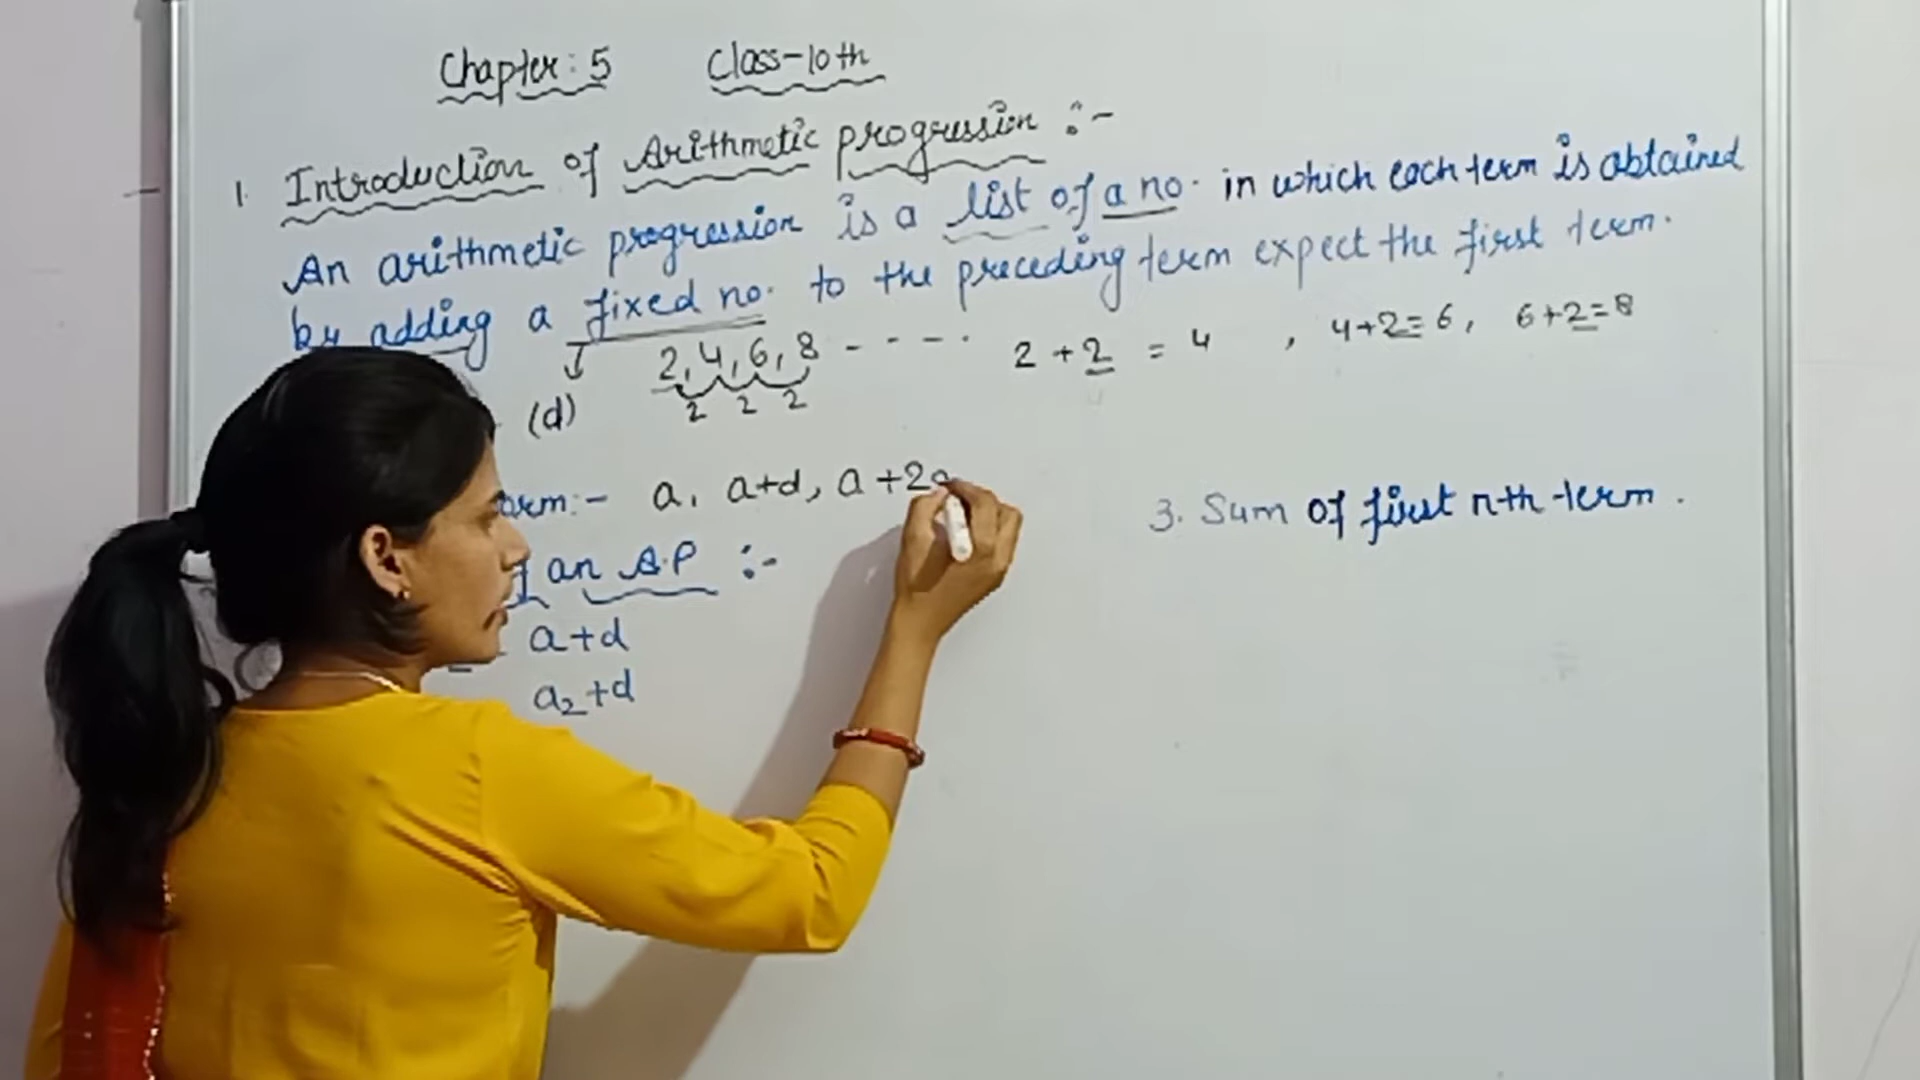 Chapter: 5 Class-10th
1. Introduction of Arithmetic progression :-
An arithmetic progression is a list of a no. in which each term is obtained
by adding a fixed no. to the preceding term expect the first term.
(d) 2, 4, 6, 8 - - - -. 2 + 2 = 4 , 4+2=6, 6+2=8
2 2 2
a, a+d, a+2
3. Sum of first nth term.
an A.P :-
a+d
a₂+d